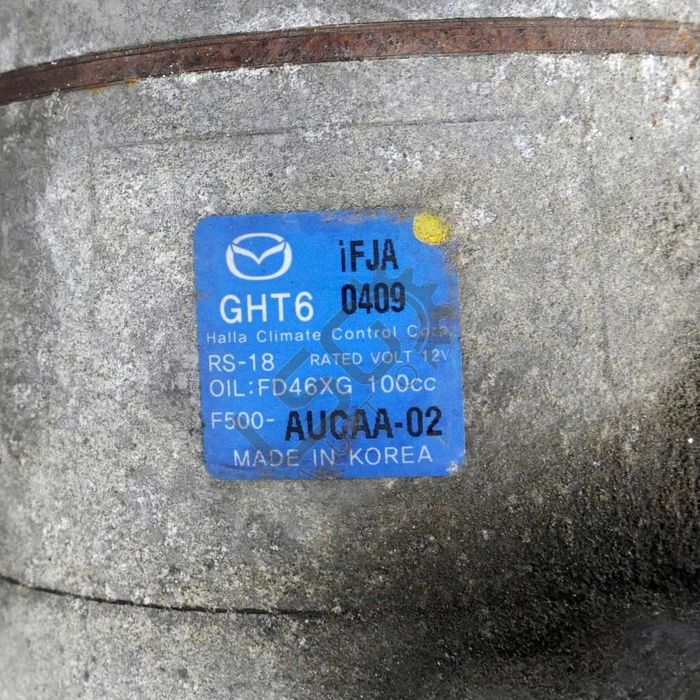 iFJA
GHT6 0409
Halla Climate Control Corp.
RS-18 RATED VOLT 12V
OIL:FD46XG 100cc
F500-AUCAA-02
MADE IN KOREA